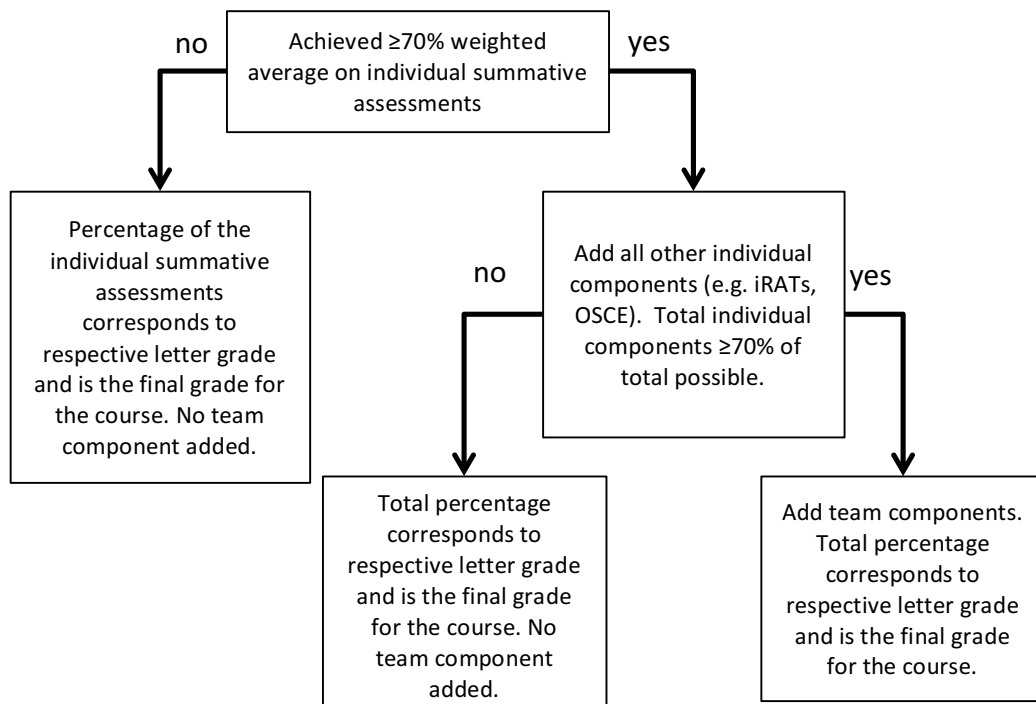 no
Achieved ≥70% weighted
average on individual summative
assessments
yes
Percentage of the
individual summative
assessments
corresponds to
respective letter grade
and is the final grade for
the course. No team
component added.
no
Add all other individual
components (e.g. iRATs,
OSCE).  Total individual
components ≥70% of
total possible.
yes
Total percentage
corresponds to
respective letter grade
and is the final grade
for the course. No
team component
added.
Add team components.
Total percentage
corresponds to
respective letter grade
and is the final grade
for the course.